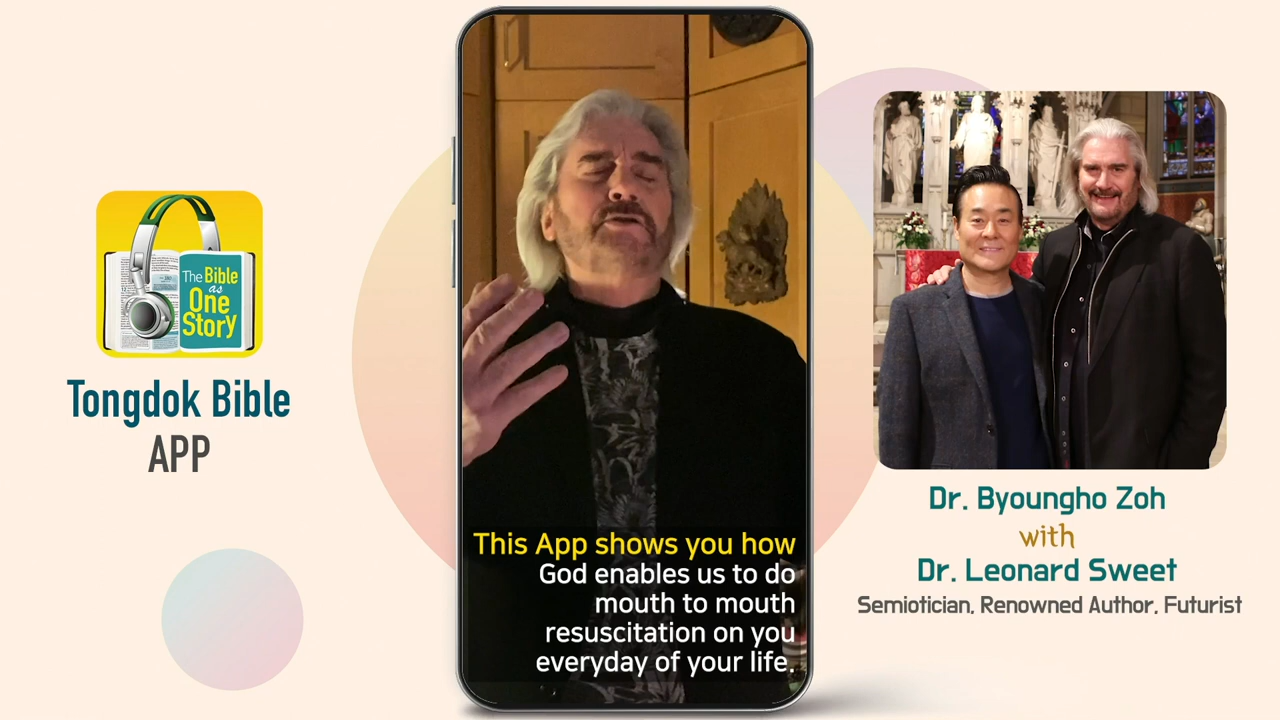 The Bible
as
One
Story
Tongdok Bible
APP
This App shows you how
God enables us to do
mouth to mouth
resuscitation on you
everyday of your life.
Dr. Byoungho Zoh
with
Dr. Leonard Sweet
Semiotician, Renowned Author, Futurist